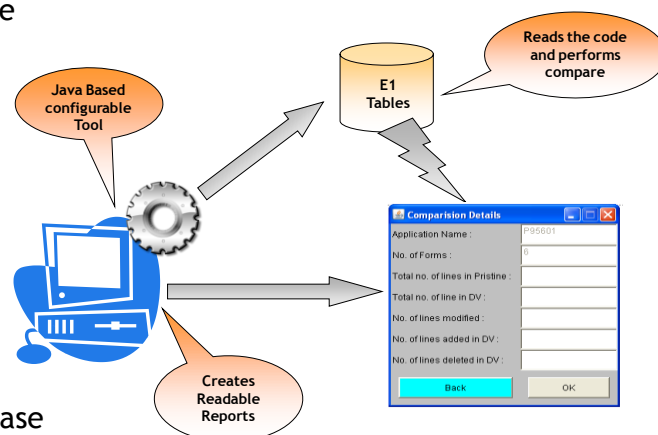 e
Reads the code
and performs
compare
Java Based
configurable
Tool
E1
Tables
Comparision Details
Application Name :
P95601
No. of Forms :
6
Total no. of lines in Pristine :
Total no. of line in DV :
No. of lines modified :
No. of lines added in DV :
No. of lines deleted in DV :
Back
OK
Creates
Readable
Reports
ase